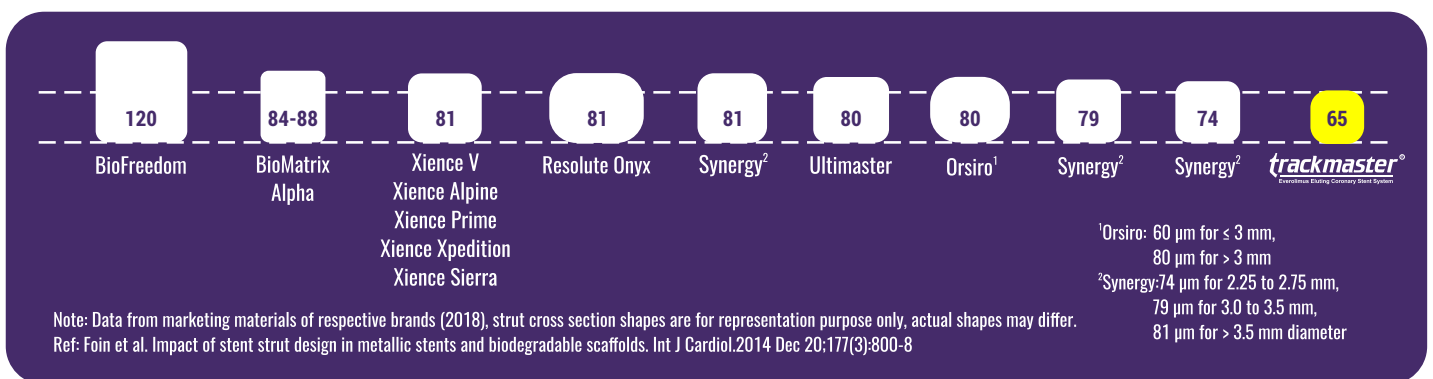 120
84-88
81
81
81
80
80
79
74
65
BioFreedom
BioMatrix
Alpha
Xience V
Xience Alpine
Xience Prime
Xience Xpedition
Xience Sierra
Resolute Onyx
Synergy²
Ultimaster
Orsiro¹
Synergy²
Synergy²
trackmaster®
Everolimus Eluting Coronary Stent System
¹Orsiro: 60 µm for ≤ 3 mm,
80 µm for > 3 mm
²Synergy:74 µm for 2.25 to 2.75 mm,
79 µm for 3.0 to 3.5 mm,
81 µm for > 3.5 mm diameter
Note: Data from marketing materials of respective brands (2018), strut cross section shapes are for representation purpose only, actual shapes may differ.
Ref: Foin et al. Impact of stent strut design in metallic stents and biodegradable scaffolds. Int J Cardiol.2014 Dec 20;177(3):800-8